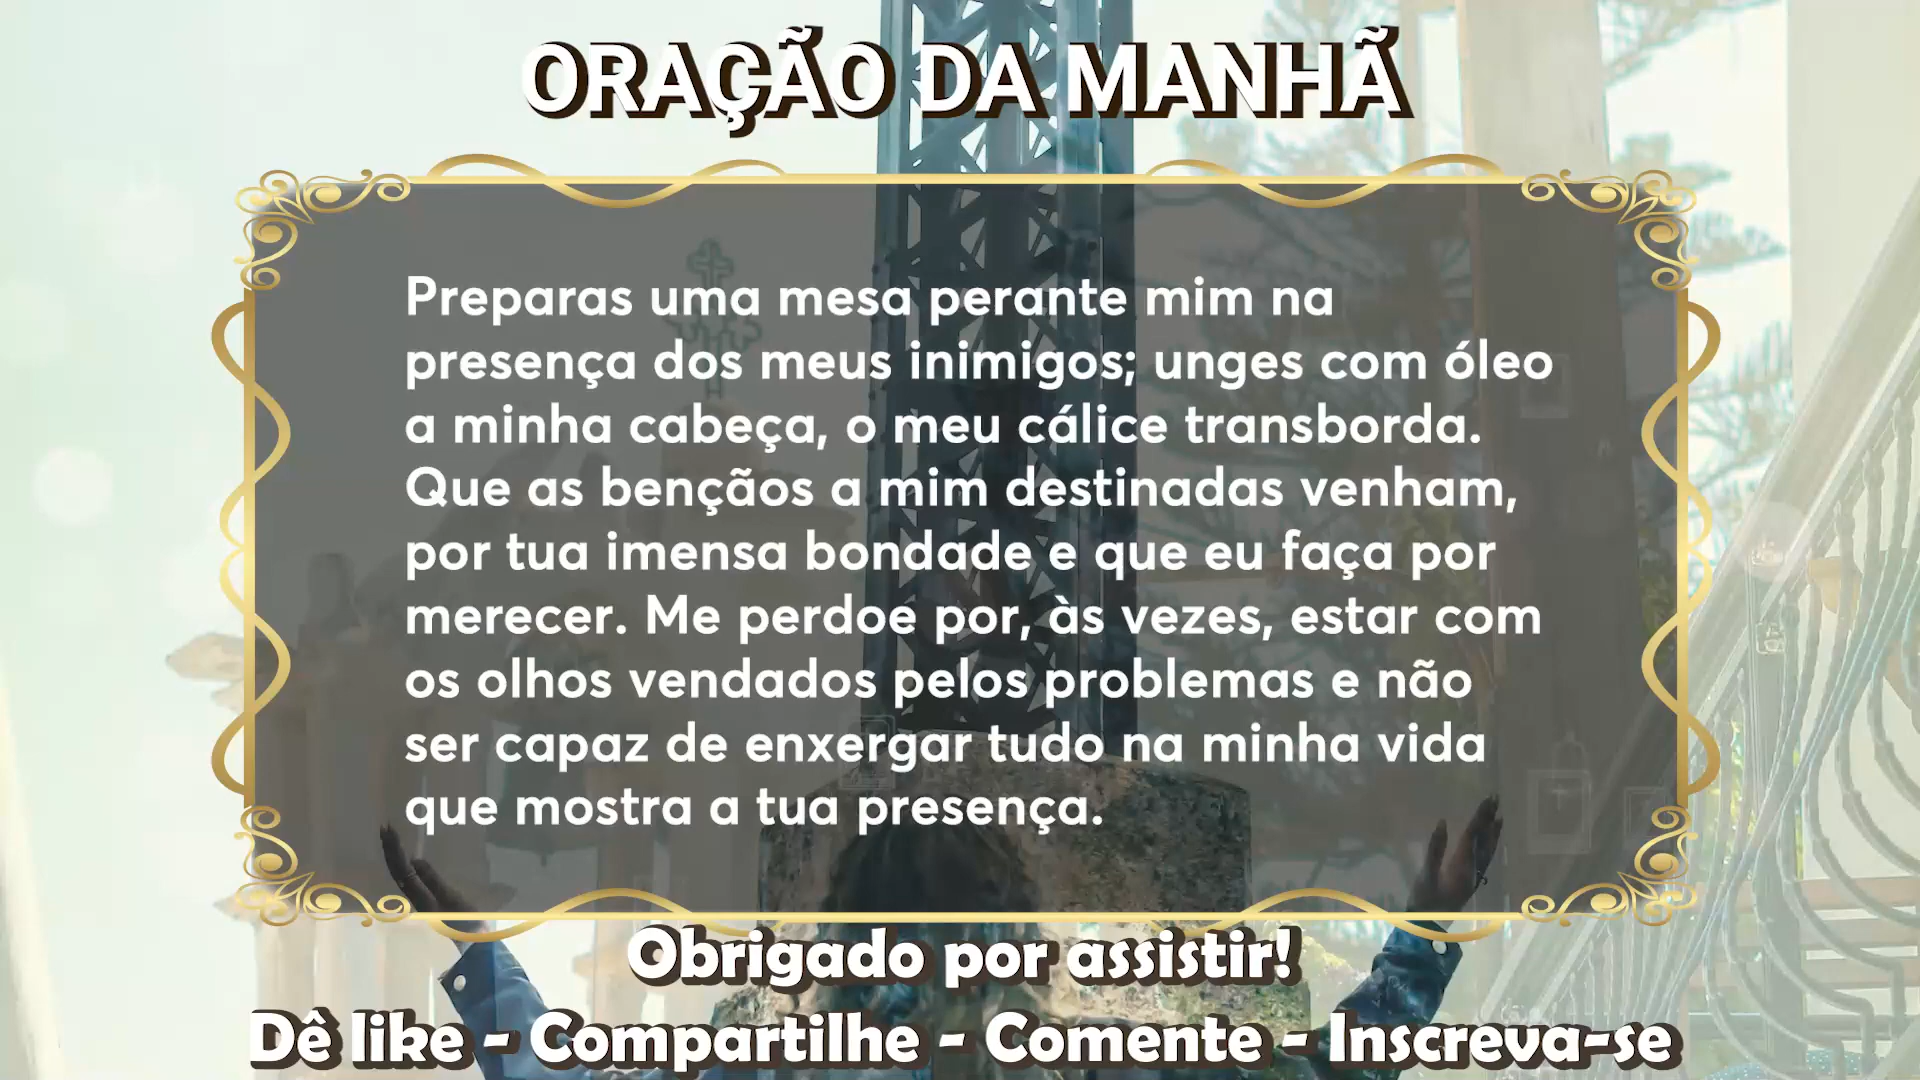 ORAÇÃO DA MANHÃ
Preparas uma mesa perante mim na
presença dos meus inimigos; unges com óleo
a minha cabeça, o meu cálice transborda.
Que as bençãos a mim destinadas venham,
por tua imensa bondade e que eu faça por
merecer. Me perdoe por, às vezes, estar com
os olhos vendados pelos problemas e não
ser capaz de enxergar tudo na minha vida
que mostra a tua presença.
Obrigado por assistir!
Dê like - Compartilhe - Comente - Inscreva-se